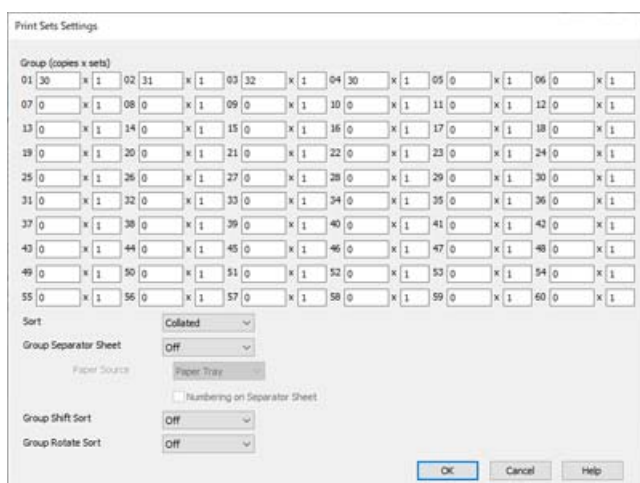 Print Sets Settings
Group (copies x sets)
01 30 x 1 02 31 x 1 03 32 x 1 04 30 x 1 05 0 x 1 06 0 x 1
07 0 x 1 08 0 x 1 09 0 x 1 10 0 x 1 11 0 x 1 12 0 x 1
13 0 x 1 14 0 x 1 15 0 x 1 16 0 x 1 17 0 x 1 18 0 x 1
19 0 x 1 20 0 x 1 21 0 x 1 22 0 x 1 23 0 x 1 24 0 x 1
25 0 x 1 26 0 x 1 27 0 x 1 28 0 x 1 29 0 x 1 30 0 x 1
31 0 x 1 32 0 x 1 33 0 x 1 34 0 x 1 35 0 x 1 36 0 x 1
37 0 x 1 38 0 x 1 39 0 x 1 40 0 x 1 41 0 x 1 42 0 x 1
43 0 x 1 44 0 x 1 45 0 x 1 46 0 x 1 47 0 x 1 48 0 x 1
49 0 x 1 50 0 x 1 51 0 x 1 52 0 x 1 53 0 x 1 54 0 x 1
55 0 x 1 56 0 x 1 57 0 x 1 58 0 x 1 59 0 x 1 60 0 x 1
Sort Collated
Group Separator Sheet Off
Paper Source Paper Tray
Numbering on Separator Sheet
Group Shift Sort Off
Group Rotate Sort Off
OK Cancel Help